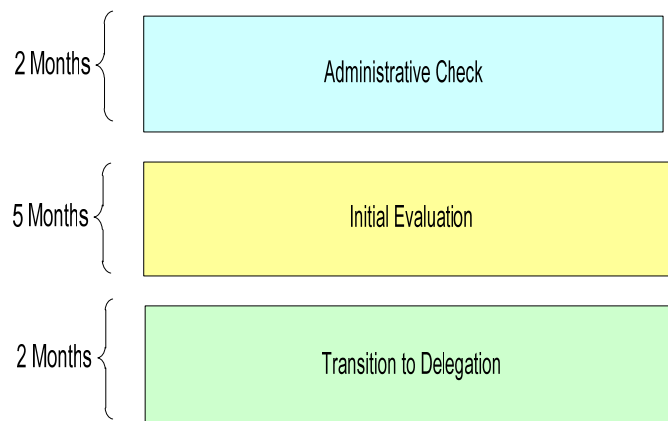 2 Months
Administrative Check
5 Months
Initial Evaluation
2 Months
Transition to Delegation